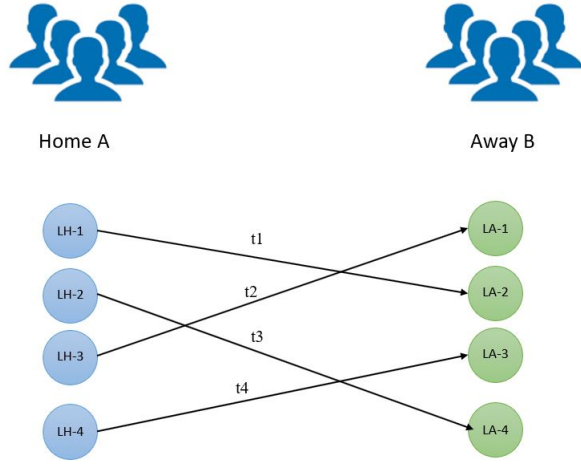 Home A
Away B
LH-1
t1
LA-1
LH-2
t2
LA-2
LH-3
t3
LA-3
LH-4
t4
LA-4